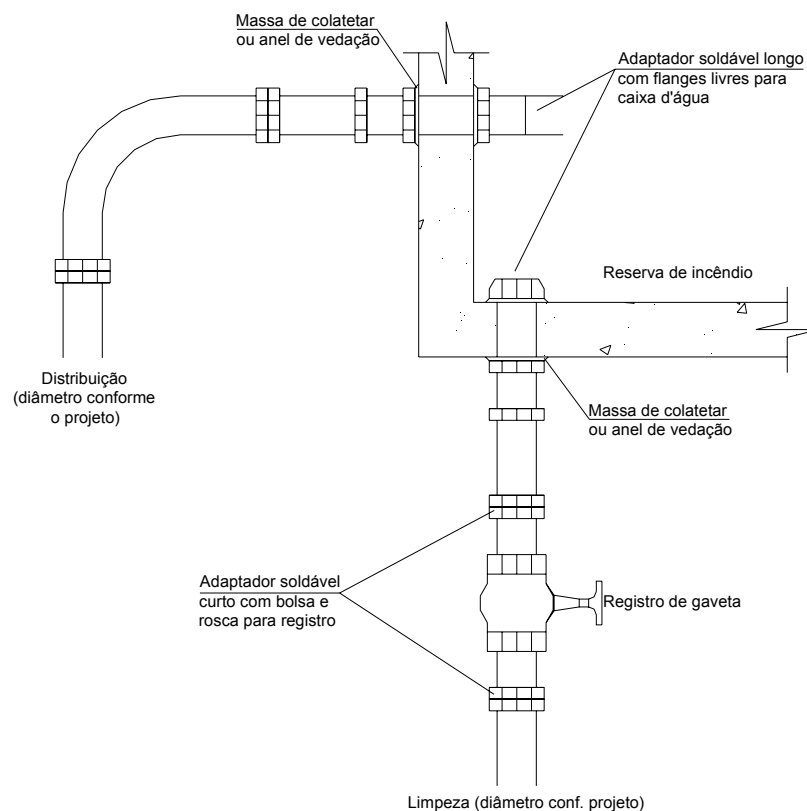 Massa de colatetar
ou anel de vedação
Adaptador soldável longo
com flanges livres para
caixa d'água
Reserva de incêndio
Distribuição
(diâmetro conforme
o projeto)
Massa de colatetar
ou anel de vedação
Adaptador soldável
curto com bolsa e
rosca para registro
Registro de gaveta
Limpeza (diâmetro conf. projeto)